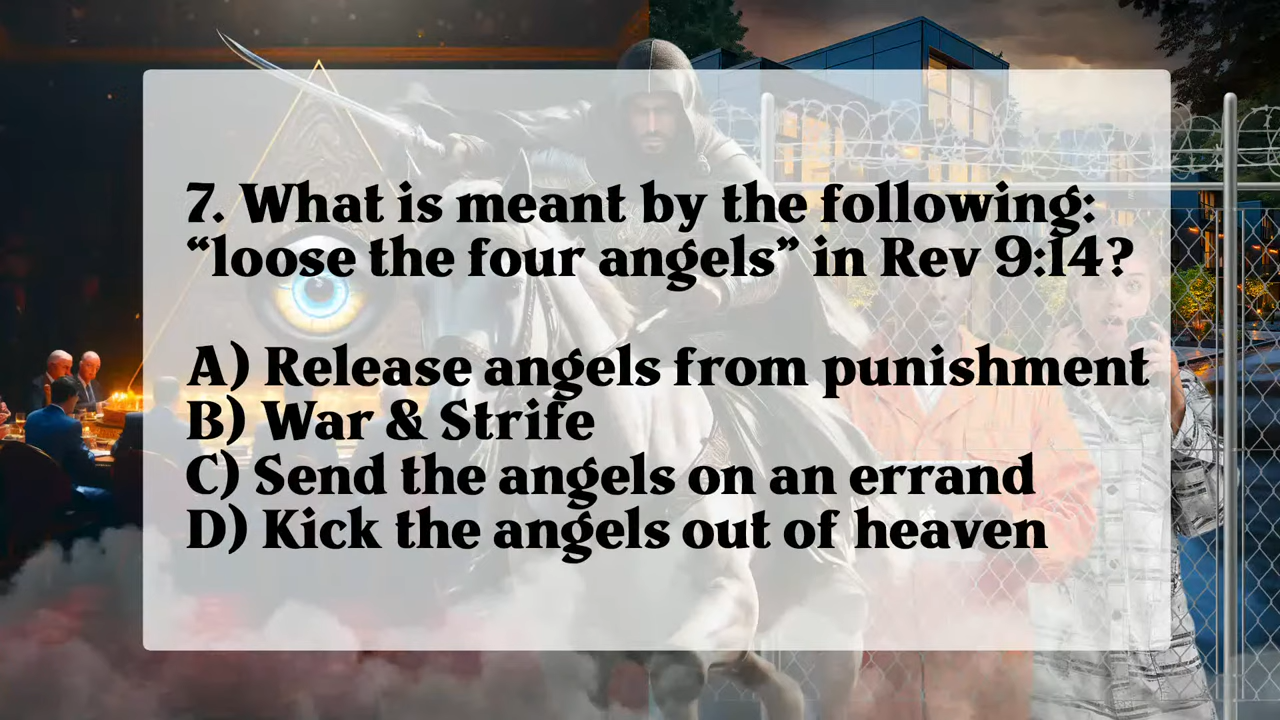 7. What is meant by the following:
“loose the four angels” in Rev 9:14?
A) Release angels from punishment
B) War & Strife
C) Send the angels on an errand
D) Kick the angels out of heaven